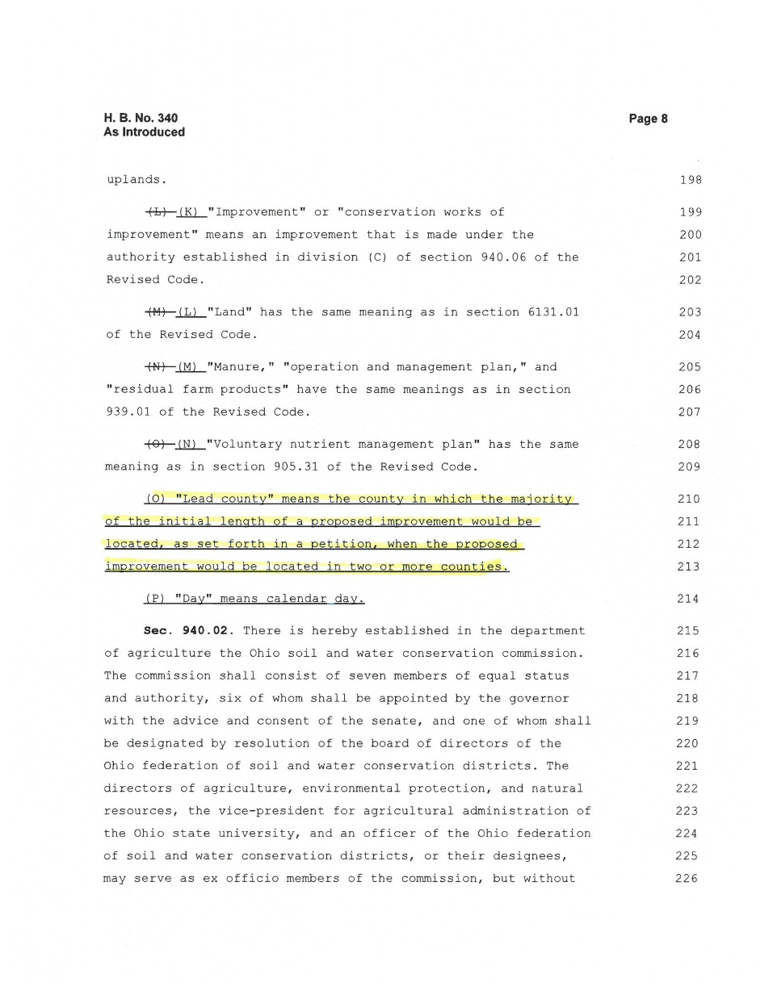 H. B. No. 340 Page 8
As Introduced
uplands. 198
(L) (K) "Improvement" or "conservation works of 199
improvement" means an improvement that is made under the 200
authority established in division (C) of section 940.06 of the 201
Revised Code. 202
(M) (L) "Land" has the same meaning as in section 6131.01 203
of the Revised Code. 204
(N) (M) "Manure," "operation and management plan," and 205
"residual farm products" have the same meanings as in section 206
939.01 of the Revised Code. 207
(O) (N) "Voluntary nutrient management plan" has the same 208
meaning as in section 905.31 of the Revised Code. 209
(O) "Lead county" means the county in which the majority 210
of the initial length of a proposed improvement would be 211
located, as set forth in a petition, when the proposed 212
improvement would be located in two or more counties. 213
(P) "Day" means calendar day. 214
Sec. 940.02. There is hereby established in the department 215
of agriculture the Ohio soil and water conservation commission. 216
The commission shall consist of seven members of equal status 217
and authority, six of whom shall be appointed by the governor 218
with the advice and consent of the senate, and one of whom shall 219
be designated by resolution of the board of directors of the 220
Ohio federation of soil and water conservation districts. The 221
directors of agriculture, environmental protection, and natural 222
resources, the vice-president for agricultural administration of 223
the Ohio state university, and an officer of the Ohio federation 224
of soil and water conservation districts, or their designees, 225
may serve as ex officio members of the commission, but without 226